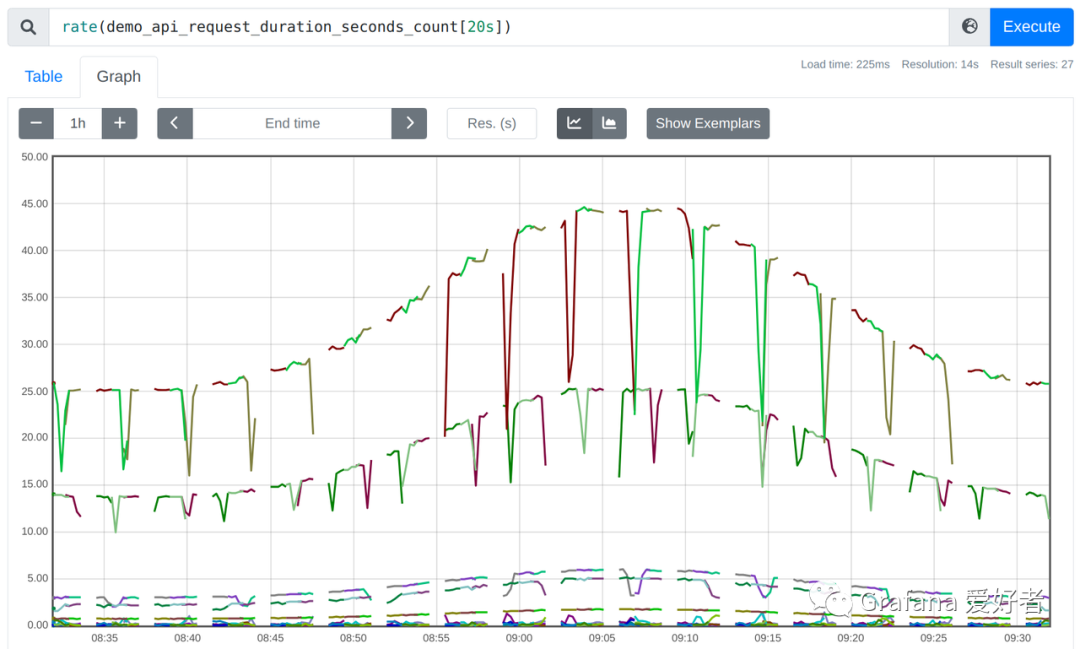 rate(demo_api_request_duration_seconds_count[20s])
Execute
Table
Graph
Load time: 225ms Resolution: 14s Result series: 27
− 1h +
End time
Res. (s)
Show Exemplars
50.00
45.00
40.00
35.00
30.00
25.00
20.00
15.00
10.00
5.00
0.00
08:35 08:40 08:45 08:50 08:55 09:00 09:05 09:10 09:15 09:20 09:25 09:30
Grafana 爱好者